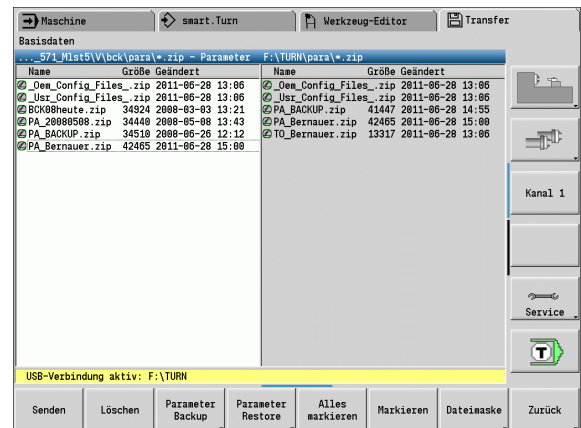 Maschine smart.Turn Werkzeug-Editor Transfer
Basisdaten
..._571_Mlst5\V\bck\para\*.zip - Parameter F:\TURN\para\*.zip
Name Größe Geändert Name Größe Geändert
_Oem_Config_Files_.zip 2011-06-28 13:06 _Oem_Config_Files_.zip 2011-06-28 13:06
_Usr_Config_Files_.zip 2011-06-28 13:06 _Usr_Config_Files_.zip 2011-06-28 13:06
BCK08heute.zip 34924 2008-03-03 13:21 PA_BACKUP.zip 41447 2011-06-28 14:55
PA_20080508.zip 34440 2008-05-08 13:43 PA_Bernauer.zip 42465 2011-06-28 15:00
PA_BACKUP.zip 34510 2008-06-26 12:12 TO_Bernauer.zip 13317 2011-06-28 13:06
PA_Bernauer.zip 42465 2011-06-28 15:00
Kanal 1
Service
T
USB-Verbindung aktiv: F:\TURN
Senden Löschen Parameter Backup Parameter Restore Alles markieren Markieren Dateimaske Zurück